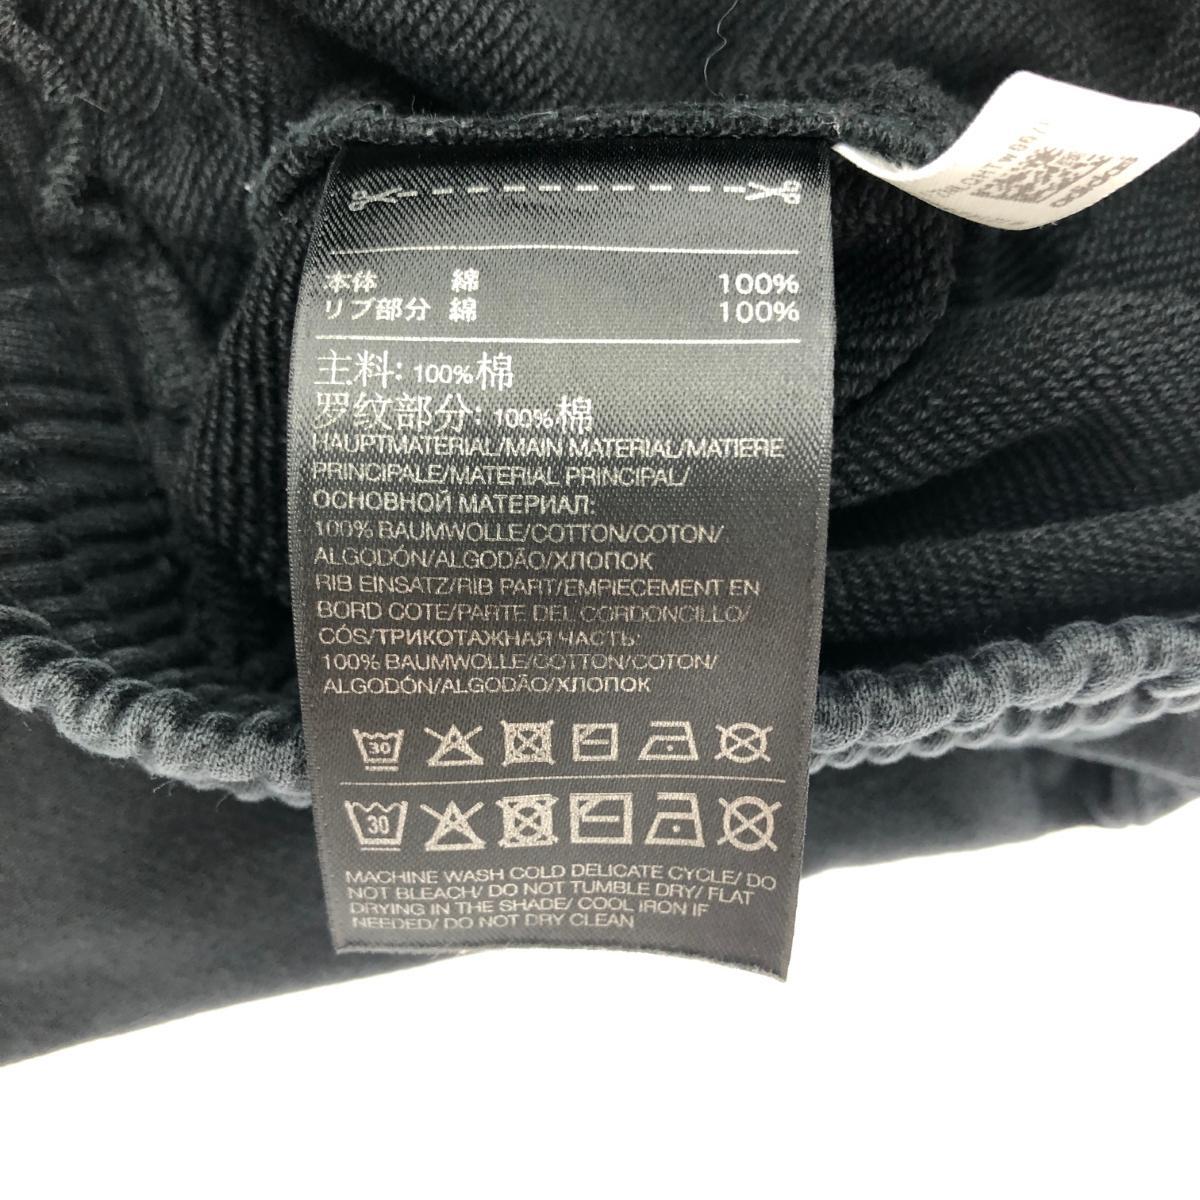 本体 綿 100%
リブ部分 綿 100%
主料: 100%棉
罗纹部分: 100%棉
HAUPTMATERIAL/MAIN MATERIAL/MATIERE
PRINCIPALE/MATERIAL PRINCIPAL/
ОСНОВНОЙ МАТЕРИАЛ:
100% BAUMWOLLE/COTTON/COTON/
ALGODÓN/ALGODÃO/ХЛОПОК
RIB EINSATZ/RIB PART/EMPIECEMENT EN
BORD COTE/PARTE DEL CORDONCILLO/
CÓS/ТРИКОТАЖНАЯ ЧАСТЬ:
100% BAUMWOLLE/COTTON/COTON/
ALGODÓN/ALGODÃO/ХЛОПОК
30
30
MACHINE WASH COLD DELICATE CYCLE/ DO
NOT BLEACH/ DO NOT TUMBLE DRY/ FLAT
DRYING IN THE SHADE/ COOL IRON IF
NEEDED/ DO NOT DRY CLEAN
adidas